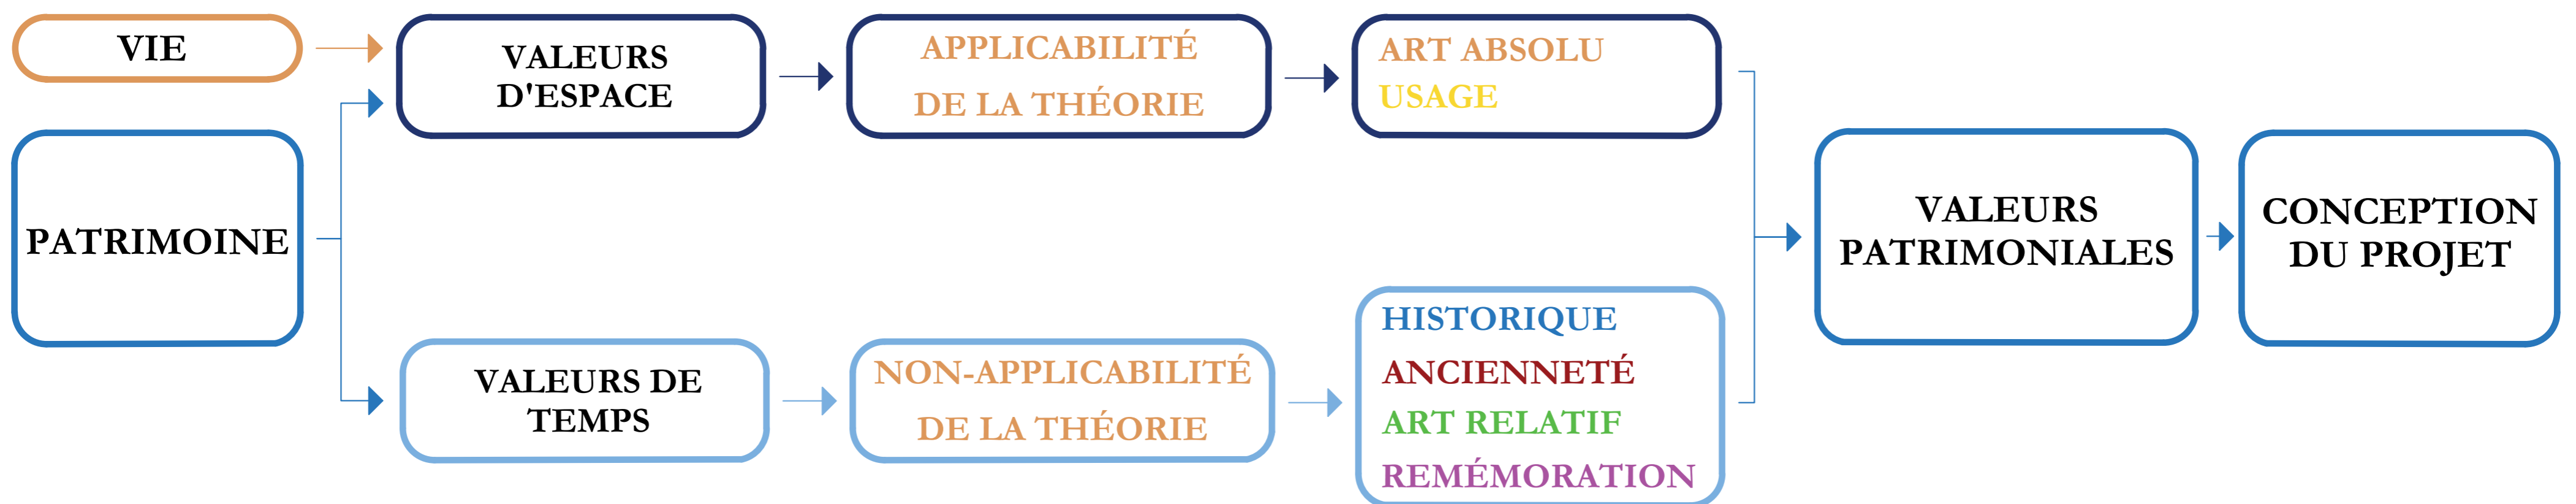 VIE
PATRIMOINE
VALEURS
D'ESPACE
APPLICABILITÉ
DE LA THÉORIE
ART ABSOLU
USAGE
VALEURS DE
TEMPS
NON-APPLICABILITÉ
DE LA THÉORIE
HISTORIQUE
ANCIENNETÉ
ART RELATIF
REMÉMORATION
VALEURS
PATRIMONIALES
CONCEPTION
DU PROJET